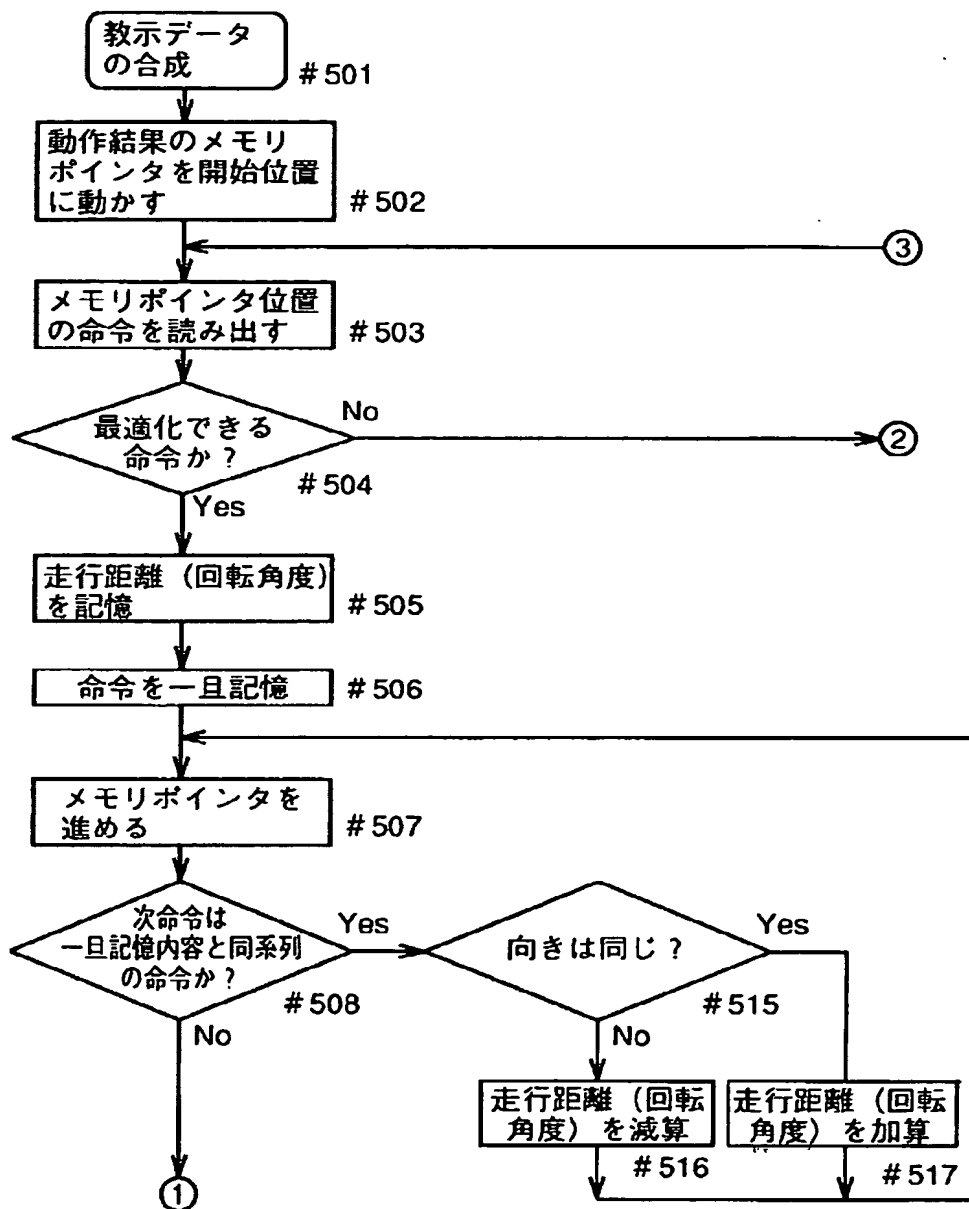 教示データ
の合成
#501
動作結果のメモリ
ポインタを開始位置
に動かす
#502
③
メモリポインタ位置
の命令を読み出す
#503
最適化できる
命令か？
No
②
#504
Yes
走行距離（回転角度）
を記憶
#505
命令を一旦記憶
#506
メモリポインタを
進める
#507
次命令は
一旦記憶内容と同系列
の命令か？
Yes
#508
No
向きは同じ？
Yes
#515
No
走行距離（回転
角度）を減算
#516
走行距離（回転
角度）を加算
#517
①